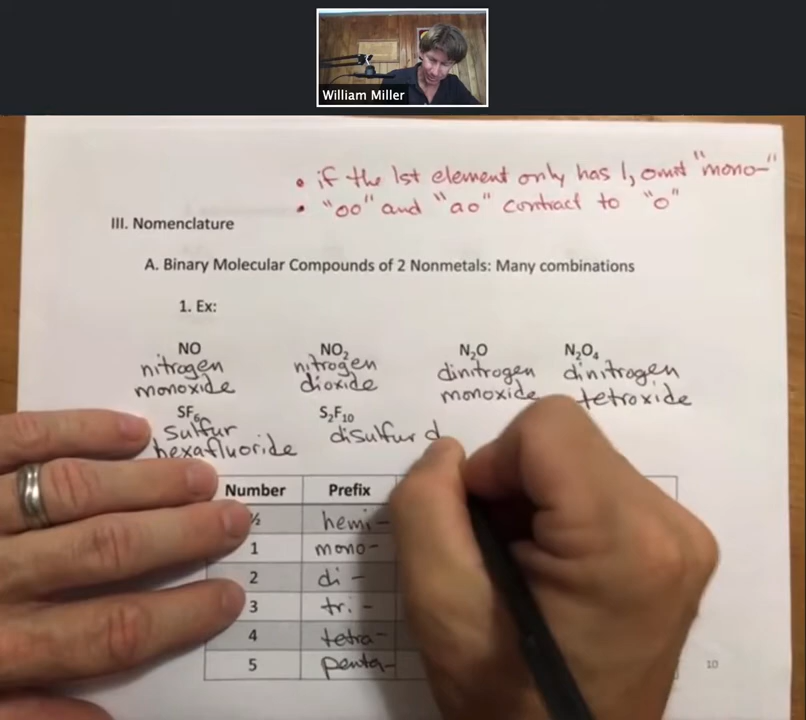 William Miller
• if the 1st element only has 1, omit "mono-"
• "oo" and "ao" contract to "o"
III. Nomenclature
A. Binary Molecular Compounds of 2 Nonmetals: Many combinations
1. Ex:
NO NO₂ N₂O N₂O₄
nitrogen monoxide
nitrogen dioxide
dinitrogen monoxide
dinitrogen tetroxide
SF₆ S₂F₁₀
sulfur hexafluoride
disulfur d
Number Prefix
½ hemi-
1 mono-
2 di-
3 tri-
4 tetra-
5 penta-
10